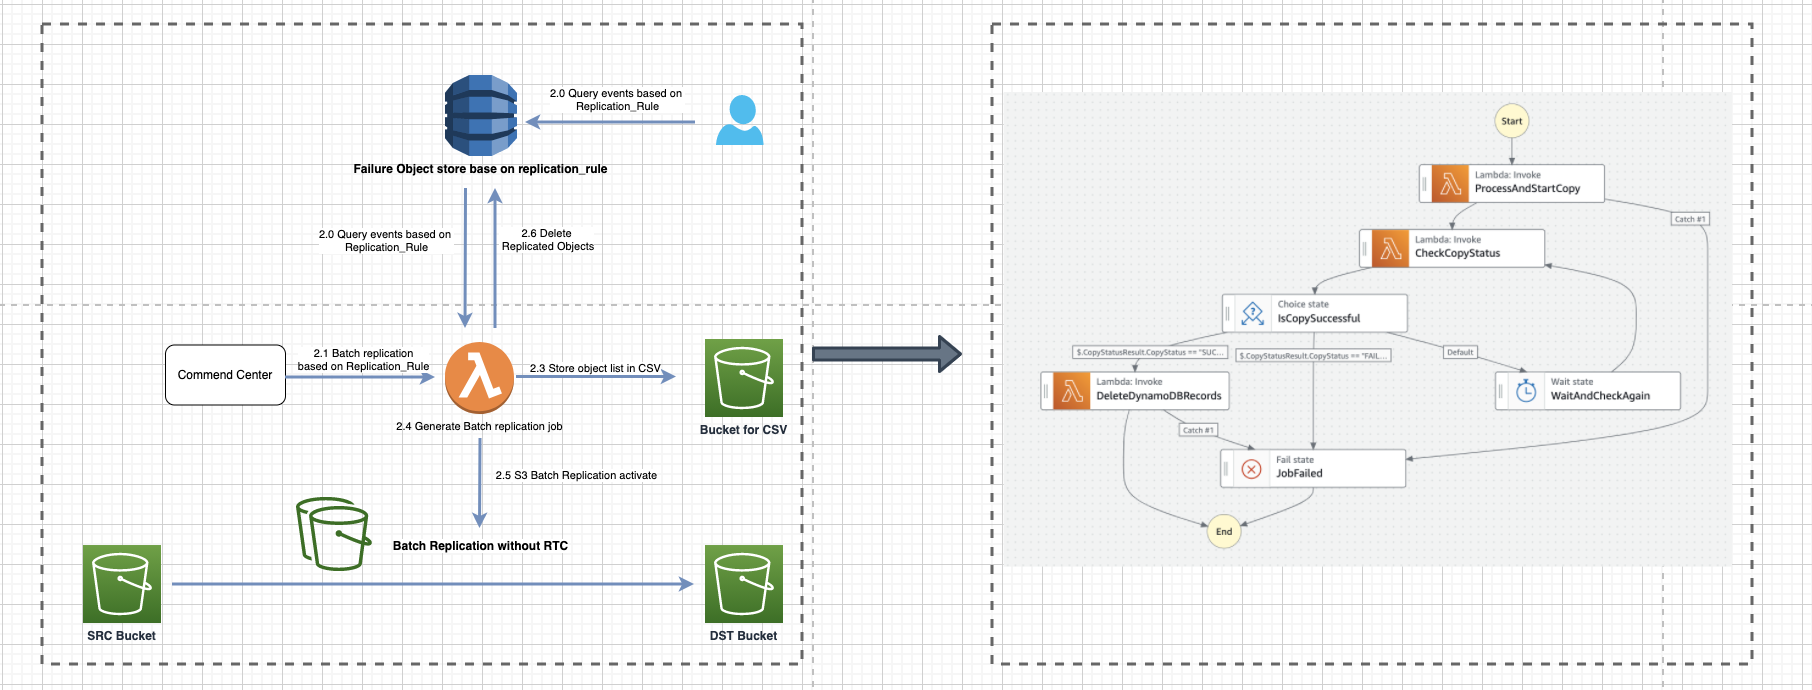 2.0 Query events based on
Replication_Rule
Failure Object store base on replication_rule
2.0 Query events based on
Replication_Rule
2.6 Delete
Replicated Objects
Commend Center
2.1 Batch replication
based on Replication_Rule
2.3 Store object list in CSV
2.4 Generate Batch replication job
Bucket for CSV
2.5 S3 Batch Replication activate
Batch Replication without RTC
SRC Bucket
DST Bucket
Start
Lambda: Invoke
ProcessAndStartCopy
Catch #1
Lambda: Invoke
CheckCopyStatus
Choice state
IsCopySuccessful
$.CopyStatusResult.CopyStatus == "SUC...
$.CopyStatusResult.CopyStatus == "FAIL...
Default
Lambda: Invoke
DeleteDynamoDBRecords
Wait state
WaitAndCheckAgain
Catch #1
Fail state
JobFailed
End